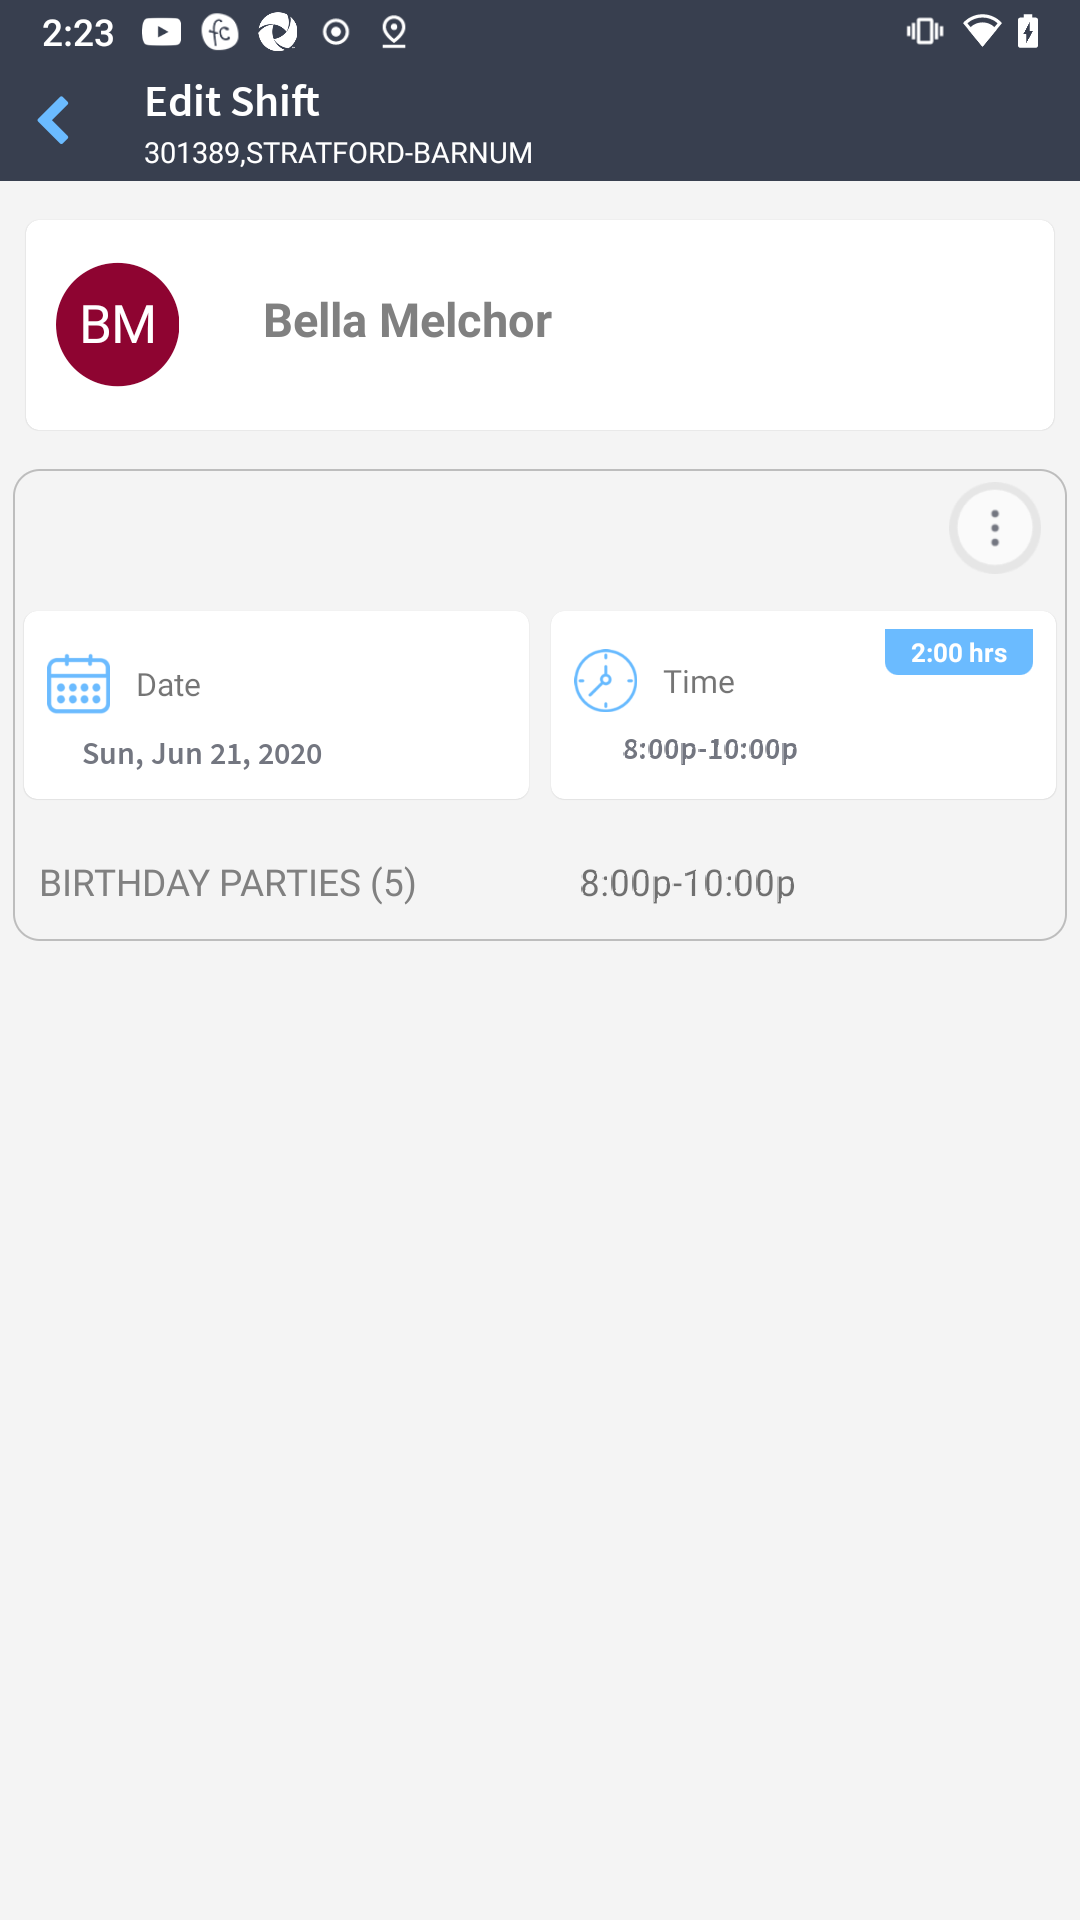 2:23
Edit Shift
301389,STRATFORD-BARNUM
BM
Bella Melchor
Date
Sun, Jun 21, 2020
Time
2:00 hrs
8:00p-10:00p
BIRTHDAY PARTIES (5)
8:00p-10:00p